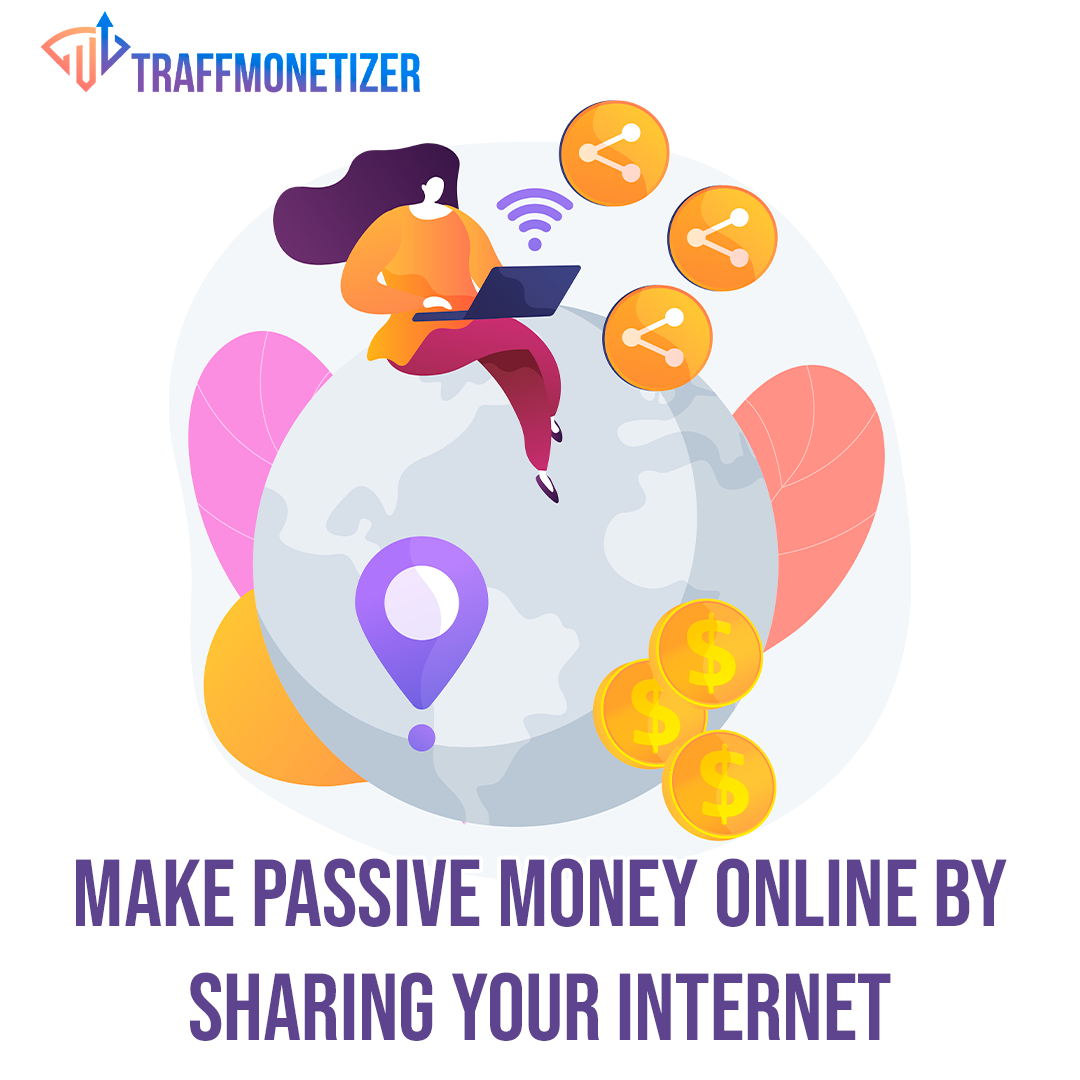 TRAFFMONETIZER
$
$
$
MAKE PASSIVE MONEY ONLINE BY
SHARING YOUR INTERNET